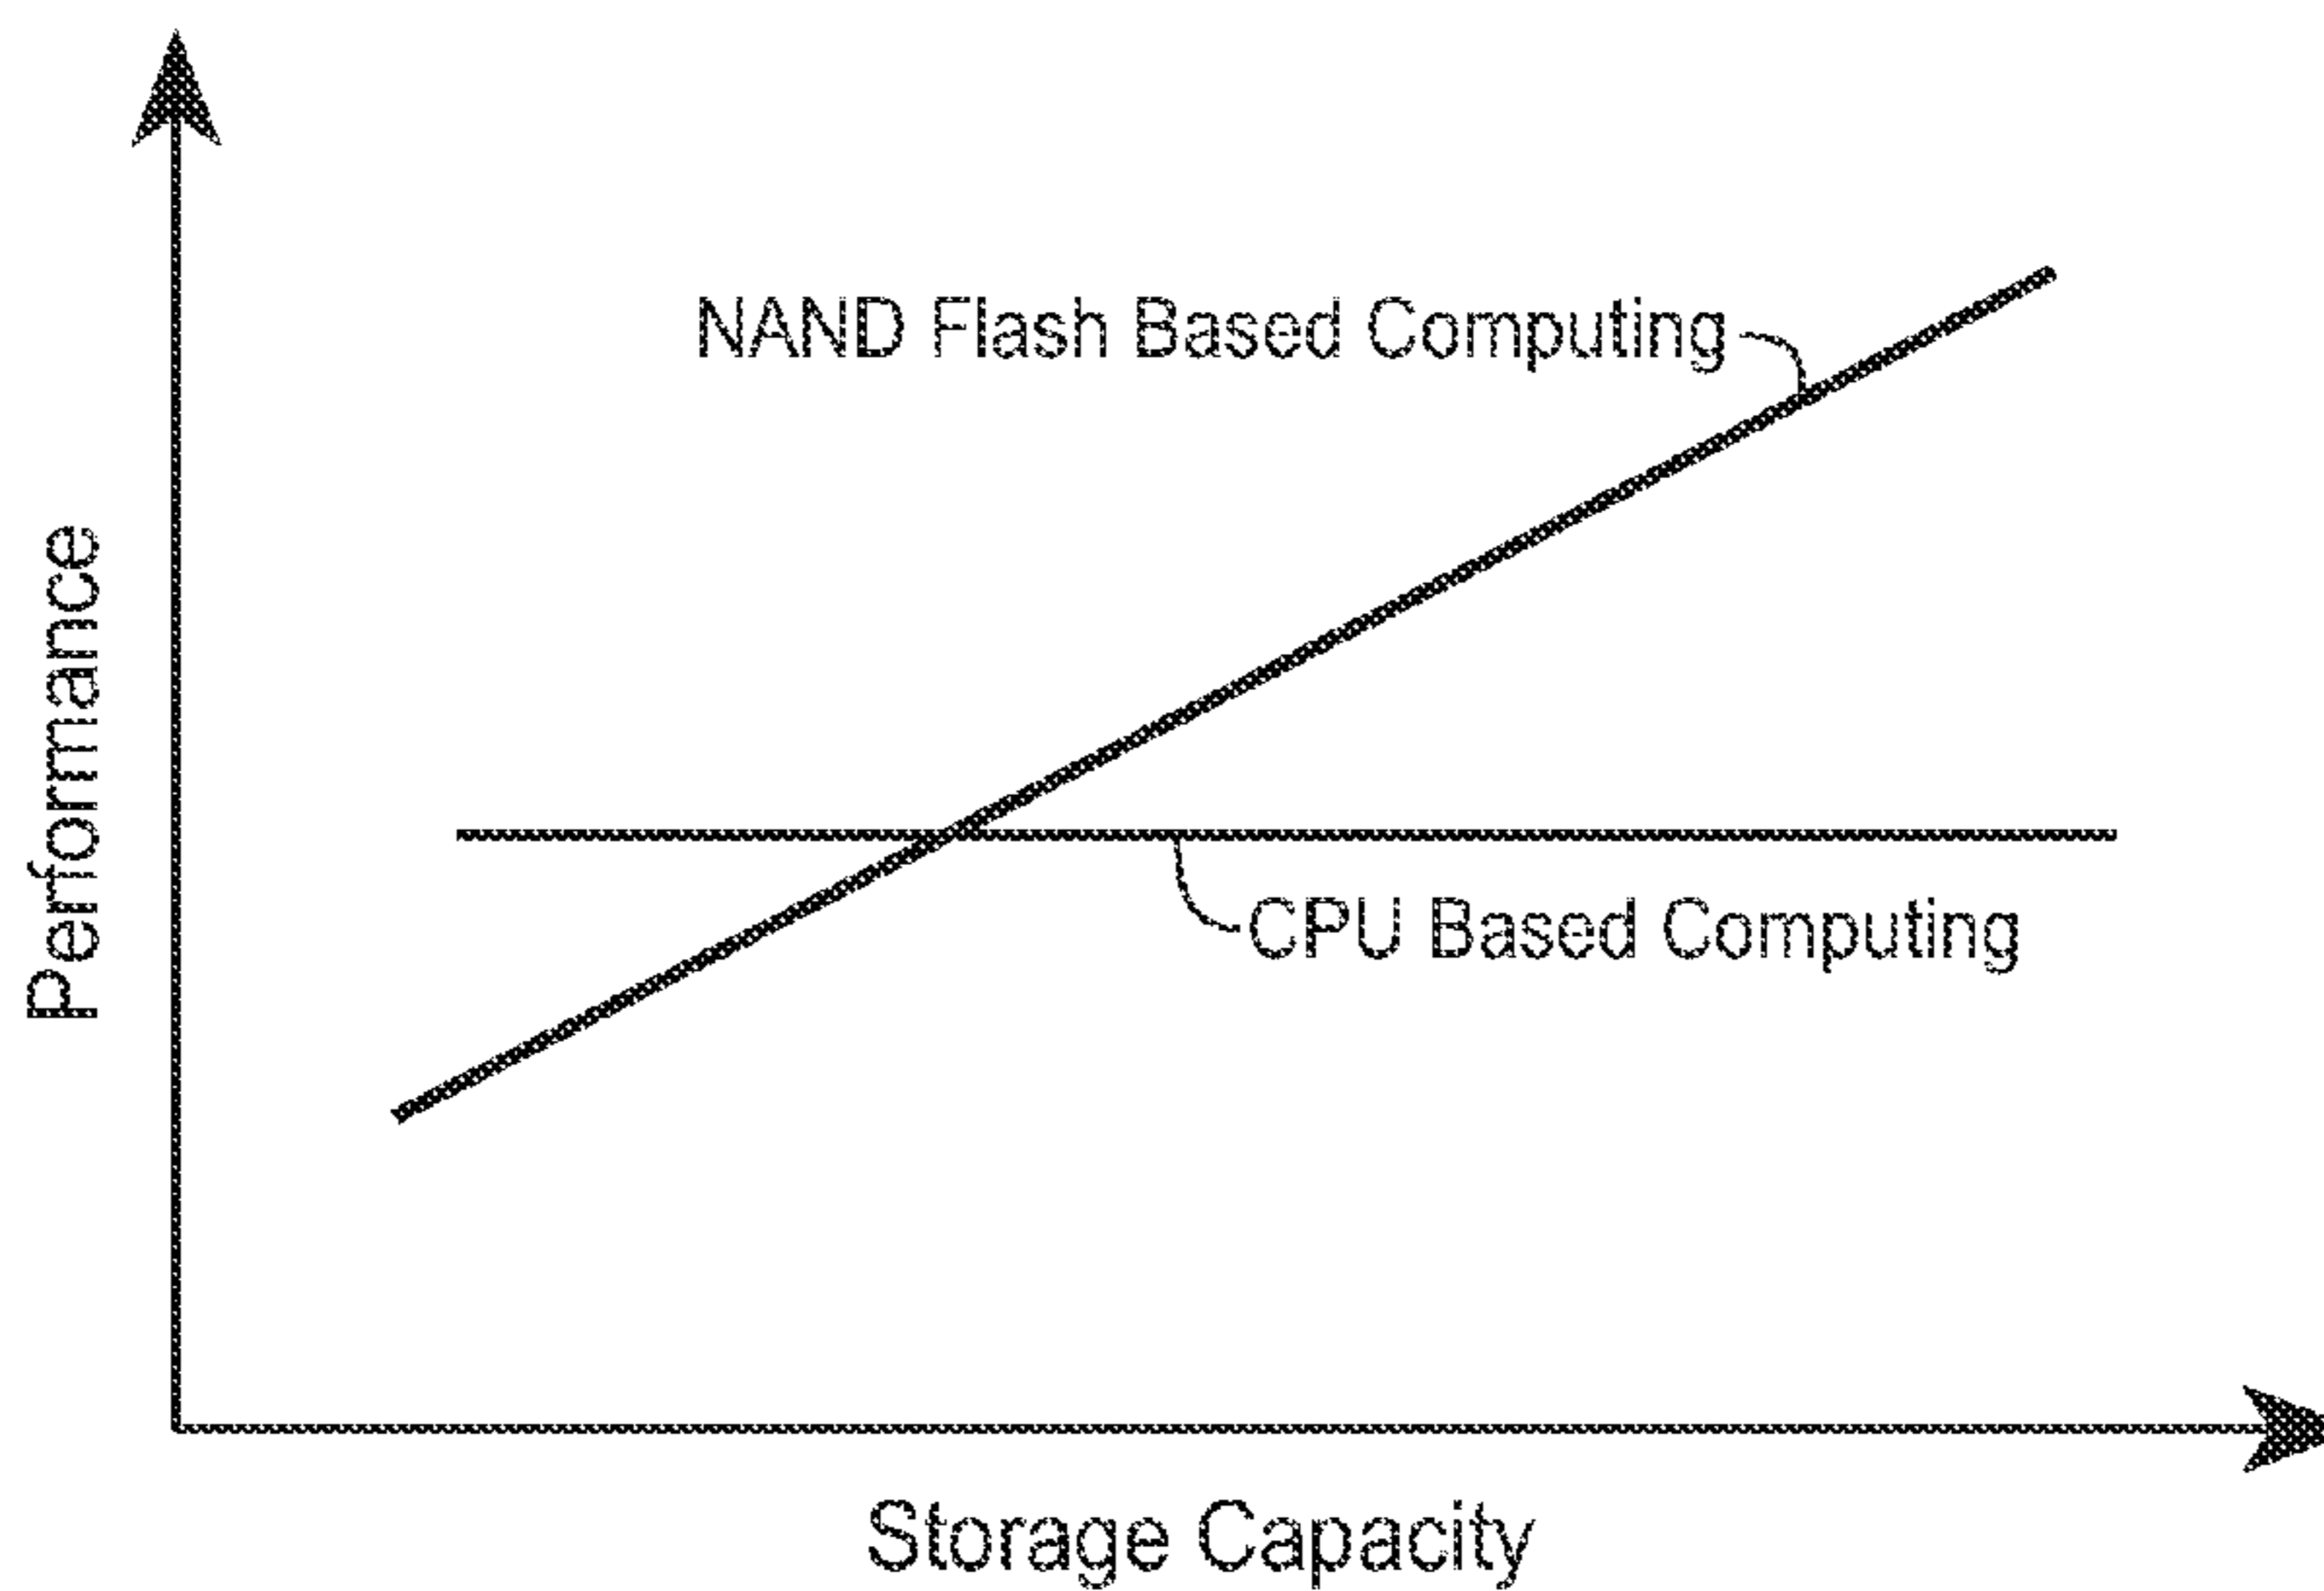 Performance
NAND Flash Based Computing
CPU Based Computing
Storage Capacity